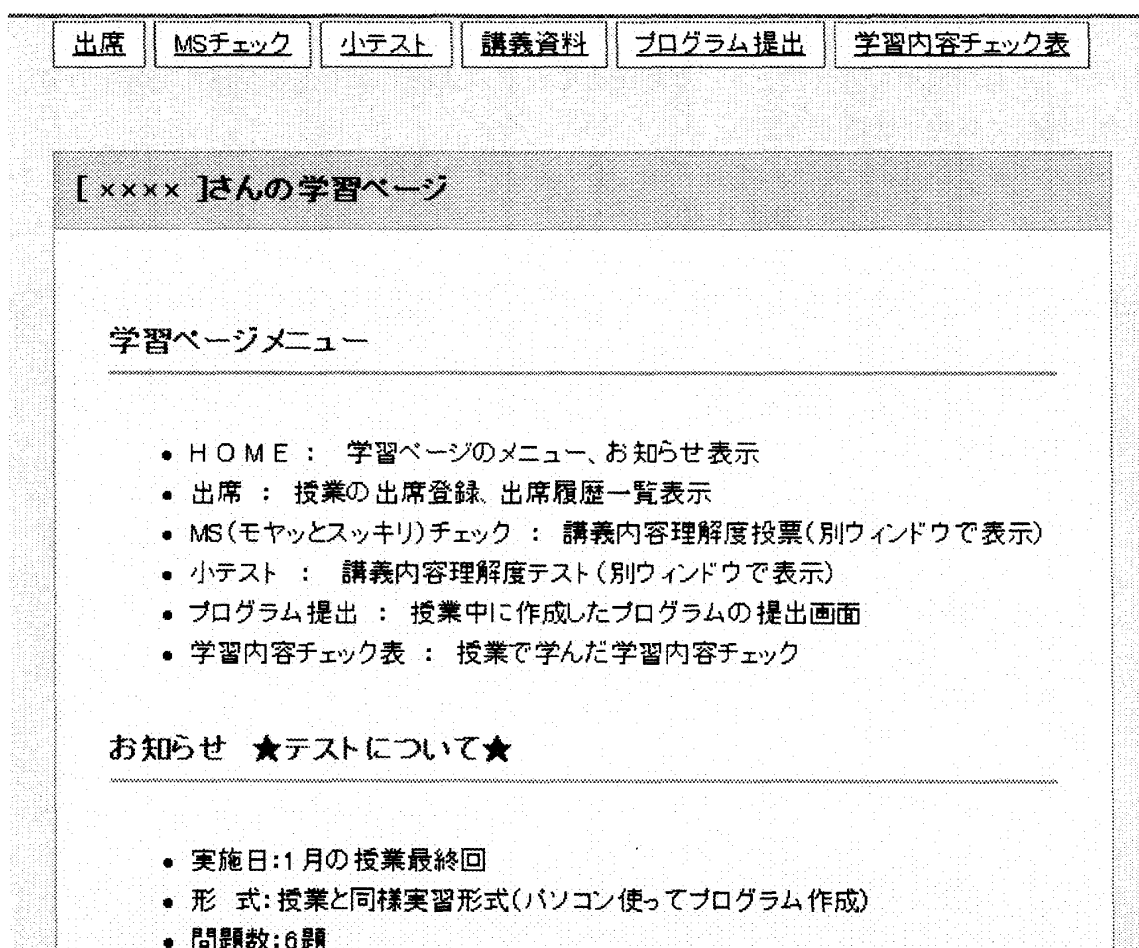 出席 MSチェック 小テスト 講義資料 プログラム提出 学習内容チェック表
[ ×××× ]さんの学習ページ
学習ページメニュー
• HOME： 学習ページのメニュー、お知らせ表示
• 出席 ： 授業の出席登録、出席履歴一覧表示
• MS(モヤッとスッキリ)チェック ： 講義内容理解度投票(別ウィンドウで表示)
• 小テスト ： 講義内容理解度テスト(別ウィンドウで表示)
• プログラム提出 ： 授業中に作成したプログラムの提出画面
• 学習内容チェック表 ： 授業で学んだ学習内容チェック
お知らせ ★テストについて★
• 実施日:1月の授業最終回
• 形 式:授業と同様実習形式(パソコン使ってプログラム作成)
• 問題数:6題